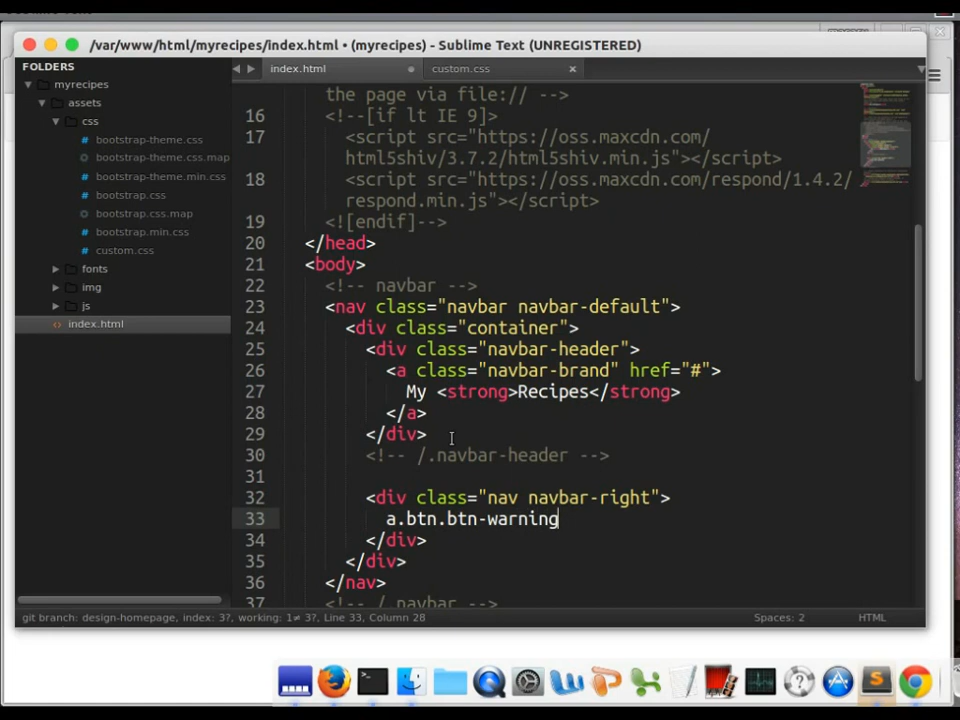 /var/www/html/myrecipes/index.html • (myrecipes) - Sublime Text (UNREGISTERED)
FOLDERS
myrecipes
assets
css
bootstrap-theme.css
bootstrap-theme.css.map
bootstrap-theme.min.css
bootstrap.css
bootstrap.css.map
bootstrap.min.css
custom.css
fonts
img
js
index.html
index.html
custom.css
the page via file:// -->
16 <!--[if lt IE 9]>
17 <script src="https://oss.maxcdn.com/
html5shiv/3.7.2/html5shiv.min.js"></script>
18 <script src="https://oss.maxcdn.com/respond/1.4.2/
respond.min.js"></script>
19 <![endif]-->
20 </head>
21 <body>
22 <!-- navbar -->
23 <nav class="navbar navbar-default">
24 <div class="container">
25 <div class="navbar-header">
26 <a class="navbar-brand" href="#">
27 My <strong>Recipes</strong>
28 </a>
29 </div>
30 <!-- /.navbar-header -->
31
32 <div class="nav navbar-right">
33 a.btn.btn-warning
34 </div>
35 </div>
36 </nav>
37 <!-- / navbar -->
git branch: design-homepage, index: 37, working: 1≠ 37, Line 33, Column 28
Spaces: 2
HTML